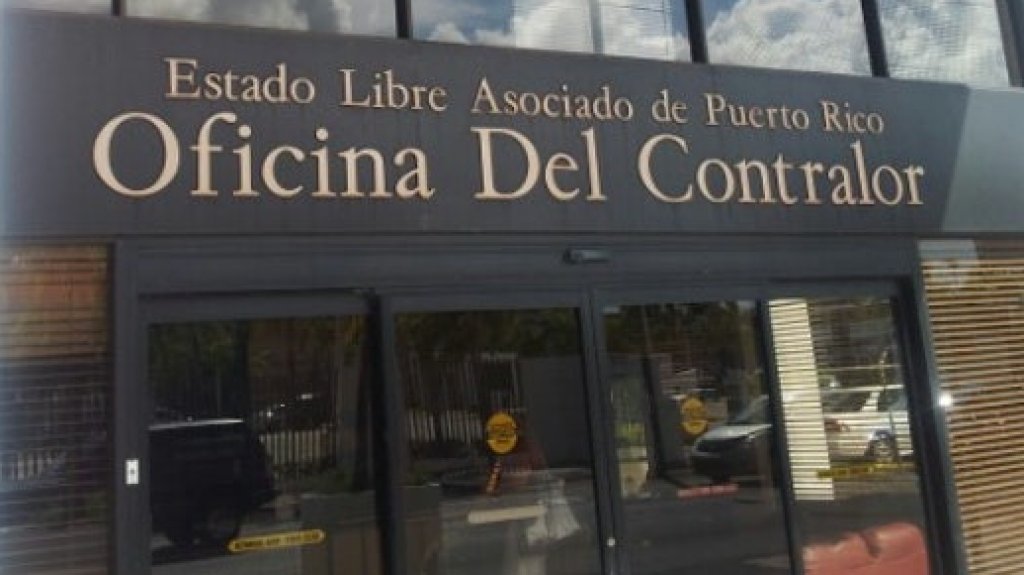 Estado Libre Asociado de Puerto Rico
Oficina Del Contralor